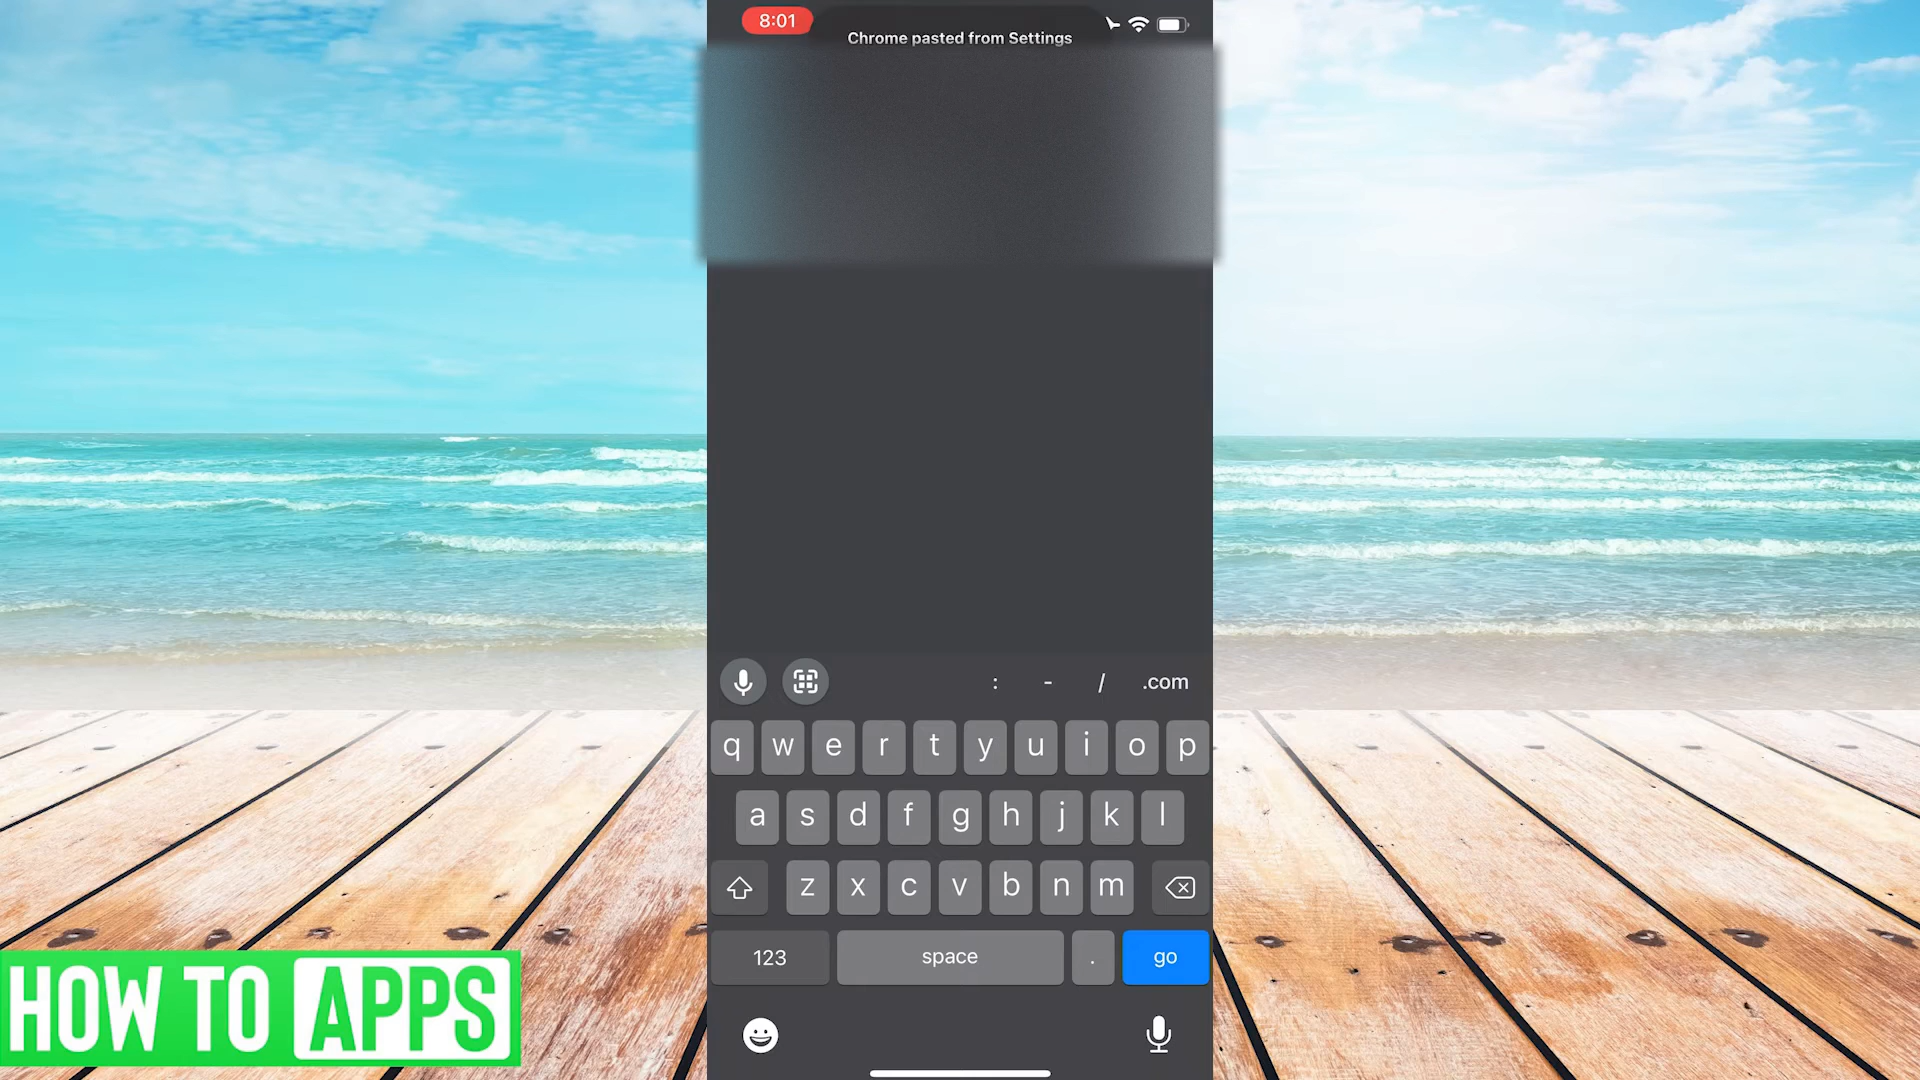 8:01
Chrome pasted from Settings
: - / .com
q w e r t y u i o p
a s d f g h j k l
z x c v b n m
123 space . go
HOW TO APPS